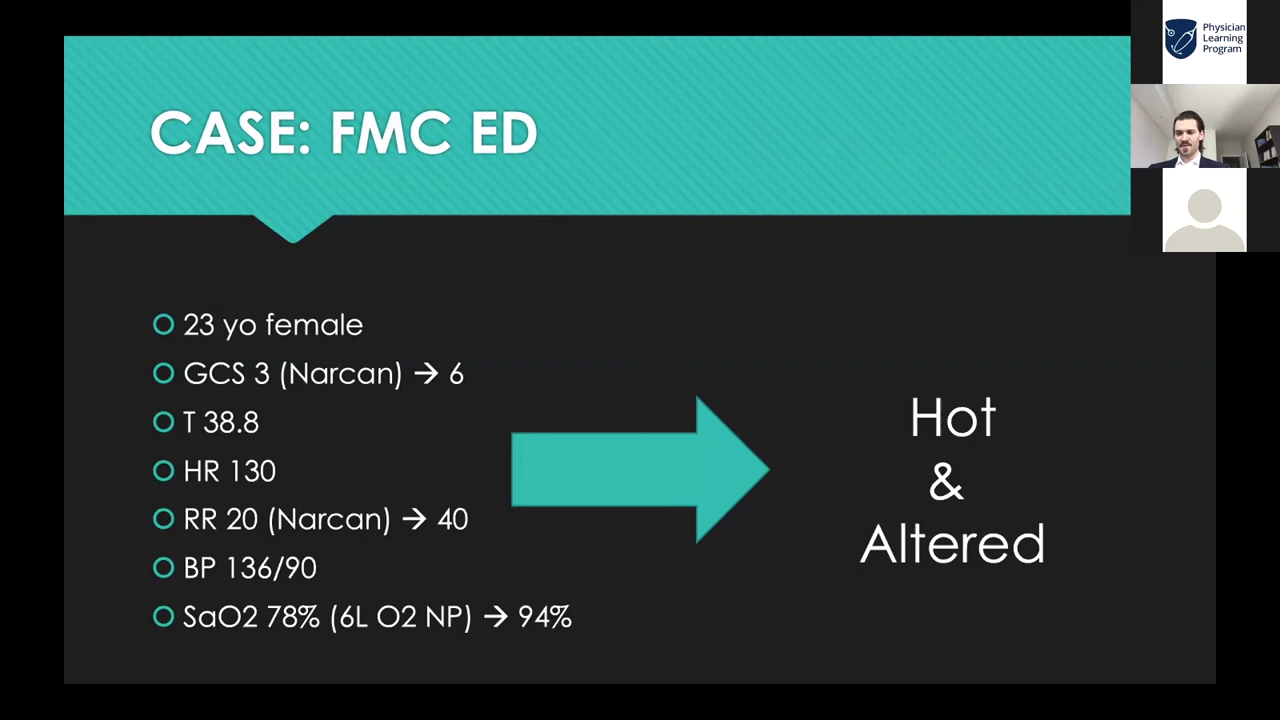 CASE: FMC ED
23 yo female
GCS 3 (Narcan) → 6
T 38.8
HR 130
RR 20 (Narcan) → 40
BP 136/90
SaO2 78% (6L O2 NP) → 94%
Hot
&
Altered
Physician
Learning
Program